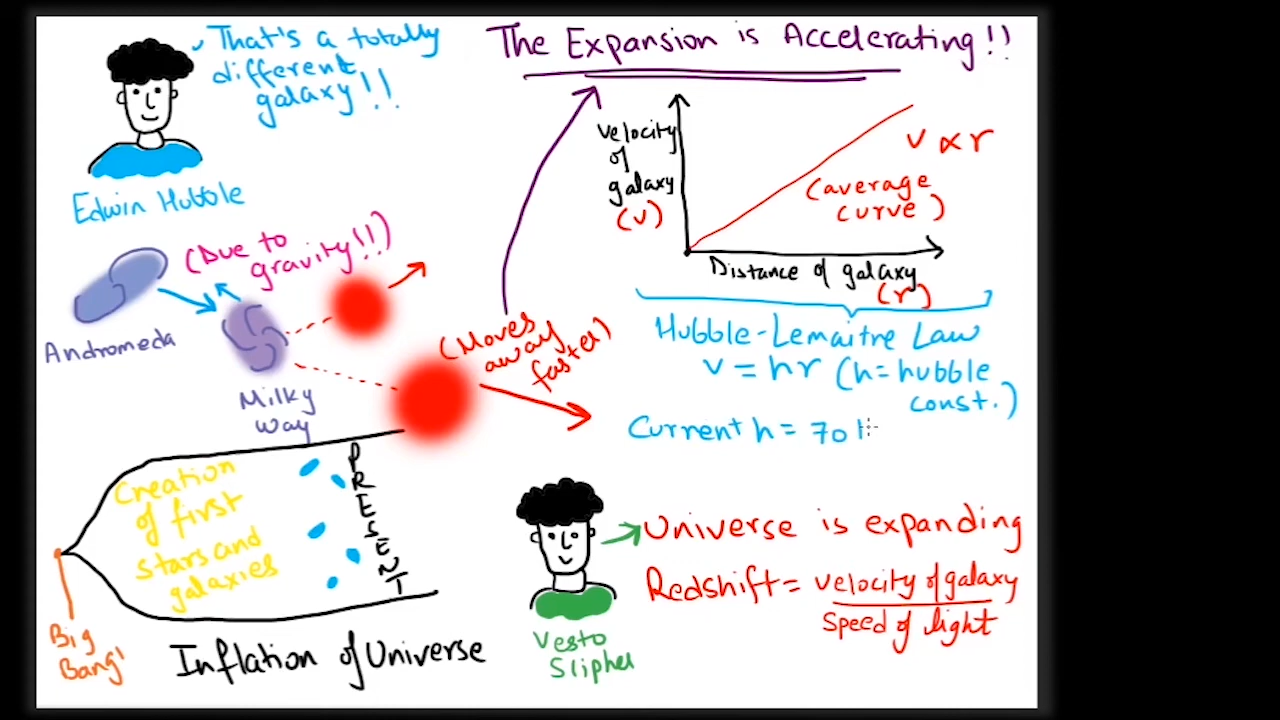 That's a totally
different
galaxy!!
Edwin Hubble
The Expansion is Accelerating!!
Velocity
of
galaxy
(v)
v ∝ r
(average
curve)
Distance of galaxy
(r)
Hubble-Lemaitre Law
v = hr (h=hubble
const.)
Current h = 70
(Due to
gravity!!)
Andromeda
Milky
way
(Moves
away
faster)
Creation
of first
stars and
galaxies
PRESENT
Big
Bang
Inflation of Universe
Universe is expanding
Redshift = velocity of galaxy
speed of light
Vesto
Slipher